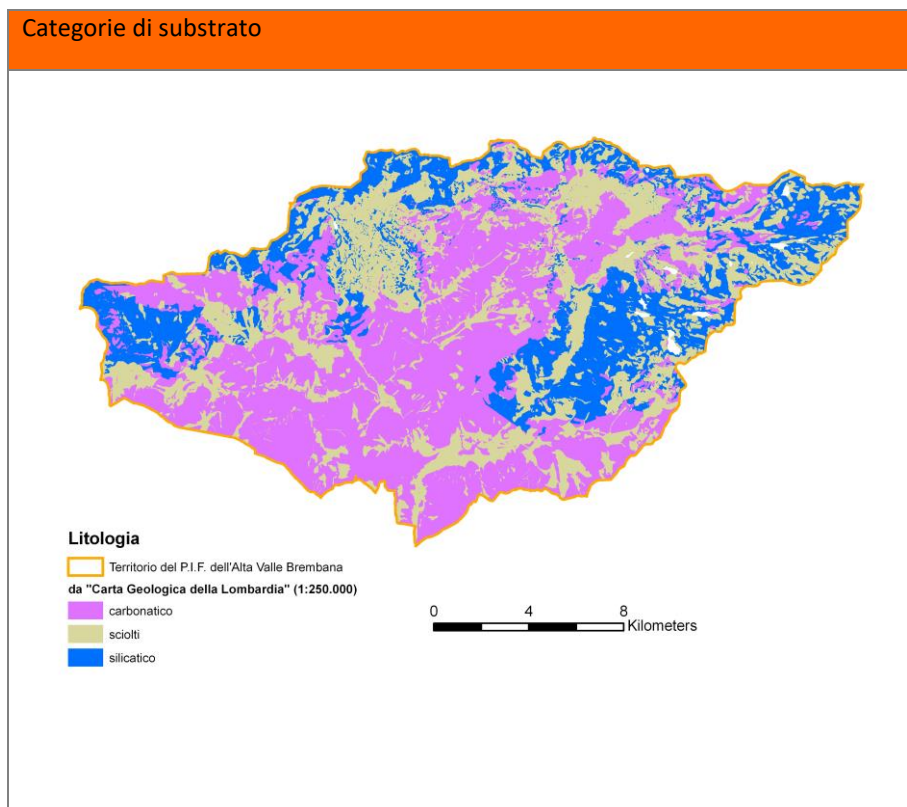 Categorie di substrato
Litologia
Territorio del P.I.F. dell'Alta Valle Brembana
da "Carta Geologica della Lombardia" (1:250.000)
carbonatico
sciolti
silicatico
0 4 8
Kilometers